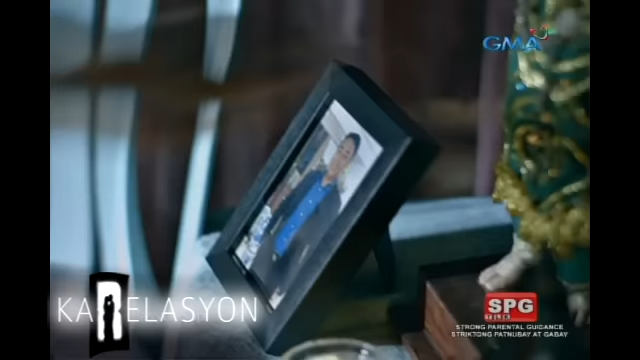 GMA
KARELASYON
SPG
STRONG PARENTAL GUIDANCE
STRIKTONG PATNUBAY AT GABAY